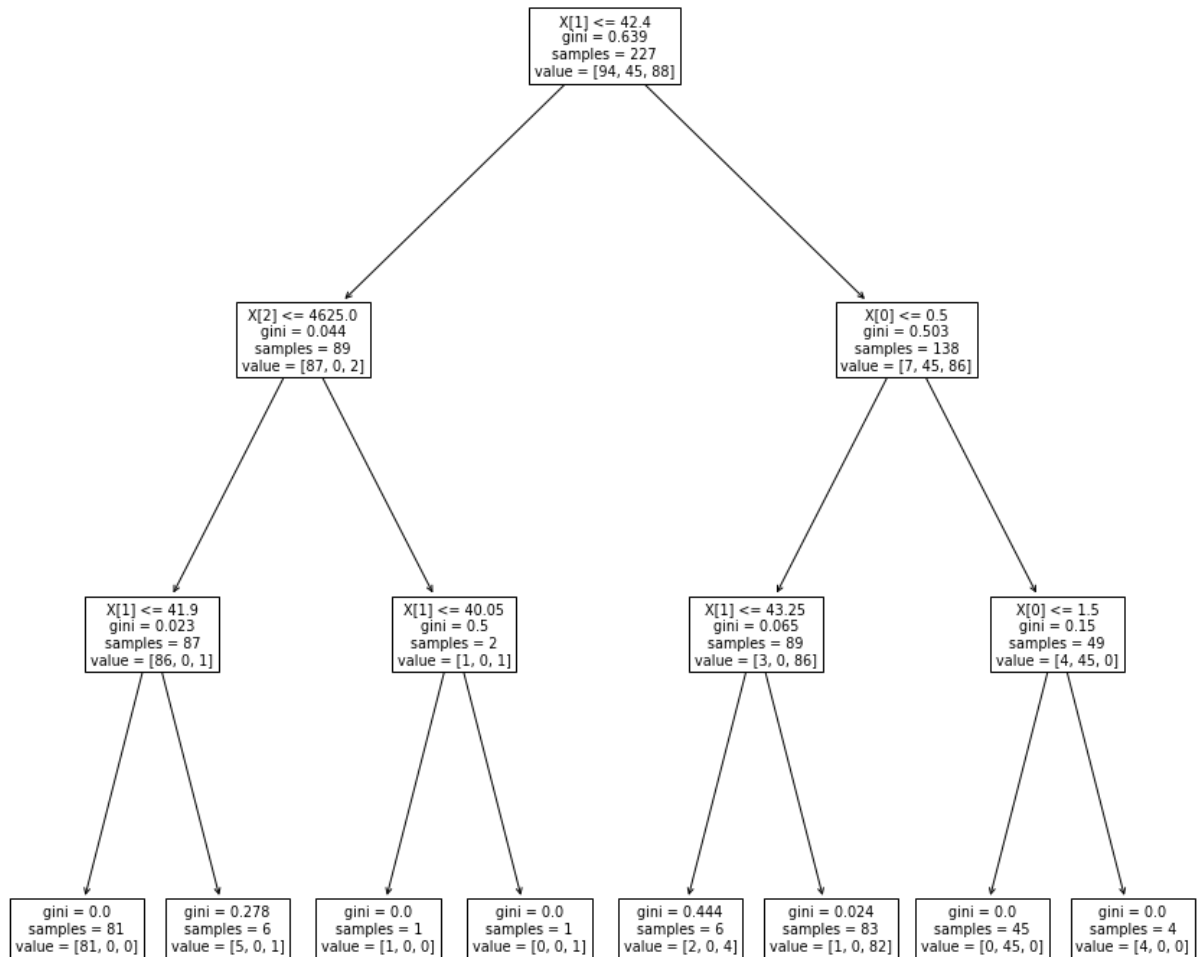 X[1] <= 42.4
gini = 0.639
samples = 227
value = [94, 45, 88]
X[2] <= 4625.0
gini = 0.044
samples = 89
value = [87, 0, 2]
X[0] <= 0.5
gini = 0.503
samples = 138
value = [7, 45, 86]
X[1] <= 41.9
gini = 0.023
samples = 87
value = [86, 0, 1]
X[1] <= 40.05
gini = 0.5
samples = 2
value = [1, 0, 1]
X[1] <= 43.25
gini = 0.065
samples = 89
value = [3, 0, 86]
X[0] <= 1.5
gini = 0.15
samples = 49
value = [4, 45, 0]
gini = 0.0
samples = 81
value = [81, 0, 0]
gini = 0.278
samples = 6
value = [5, 0, 1]
gini = 0.0
samples = 1
value = [1, 0, 0]
gini = 0.0
samples = 1
value = [0, 0, 1]
gini = 0.444
samples = 6
value = [2, 0, 4]
gini = 0.024
samples = 83
value = [1, 0, 82]
gini = 0.0
samples = 45
value = [0, 45, 0]
gini = 0.0
samples = 4
value = [4, 0, 0]